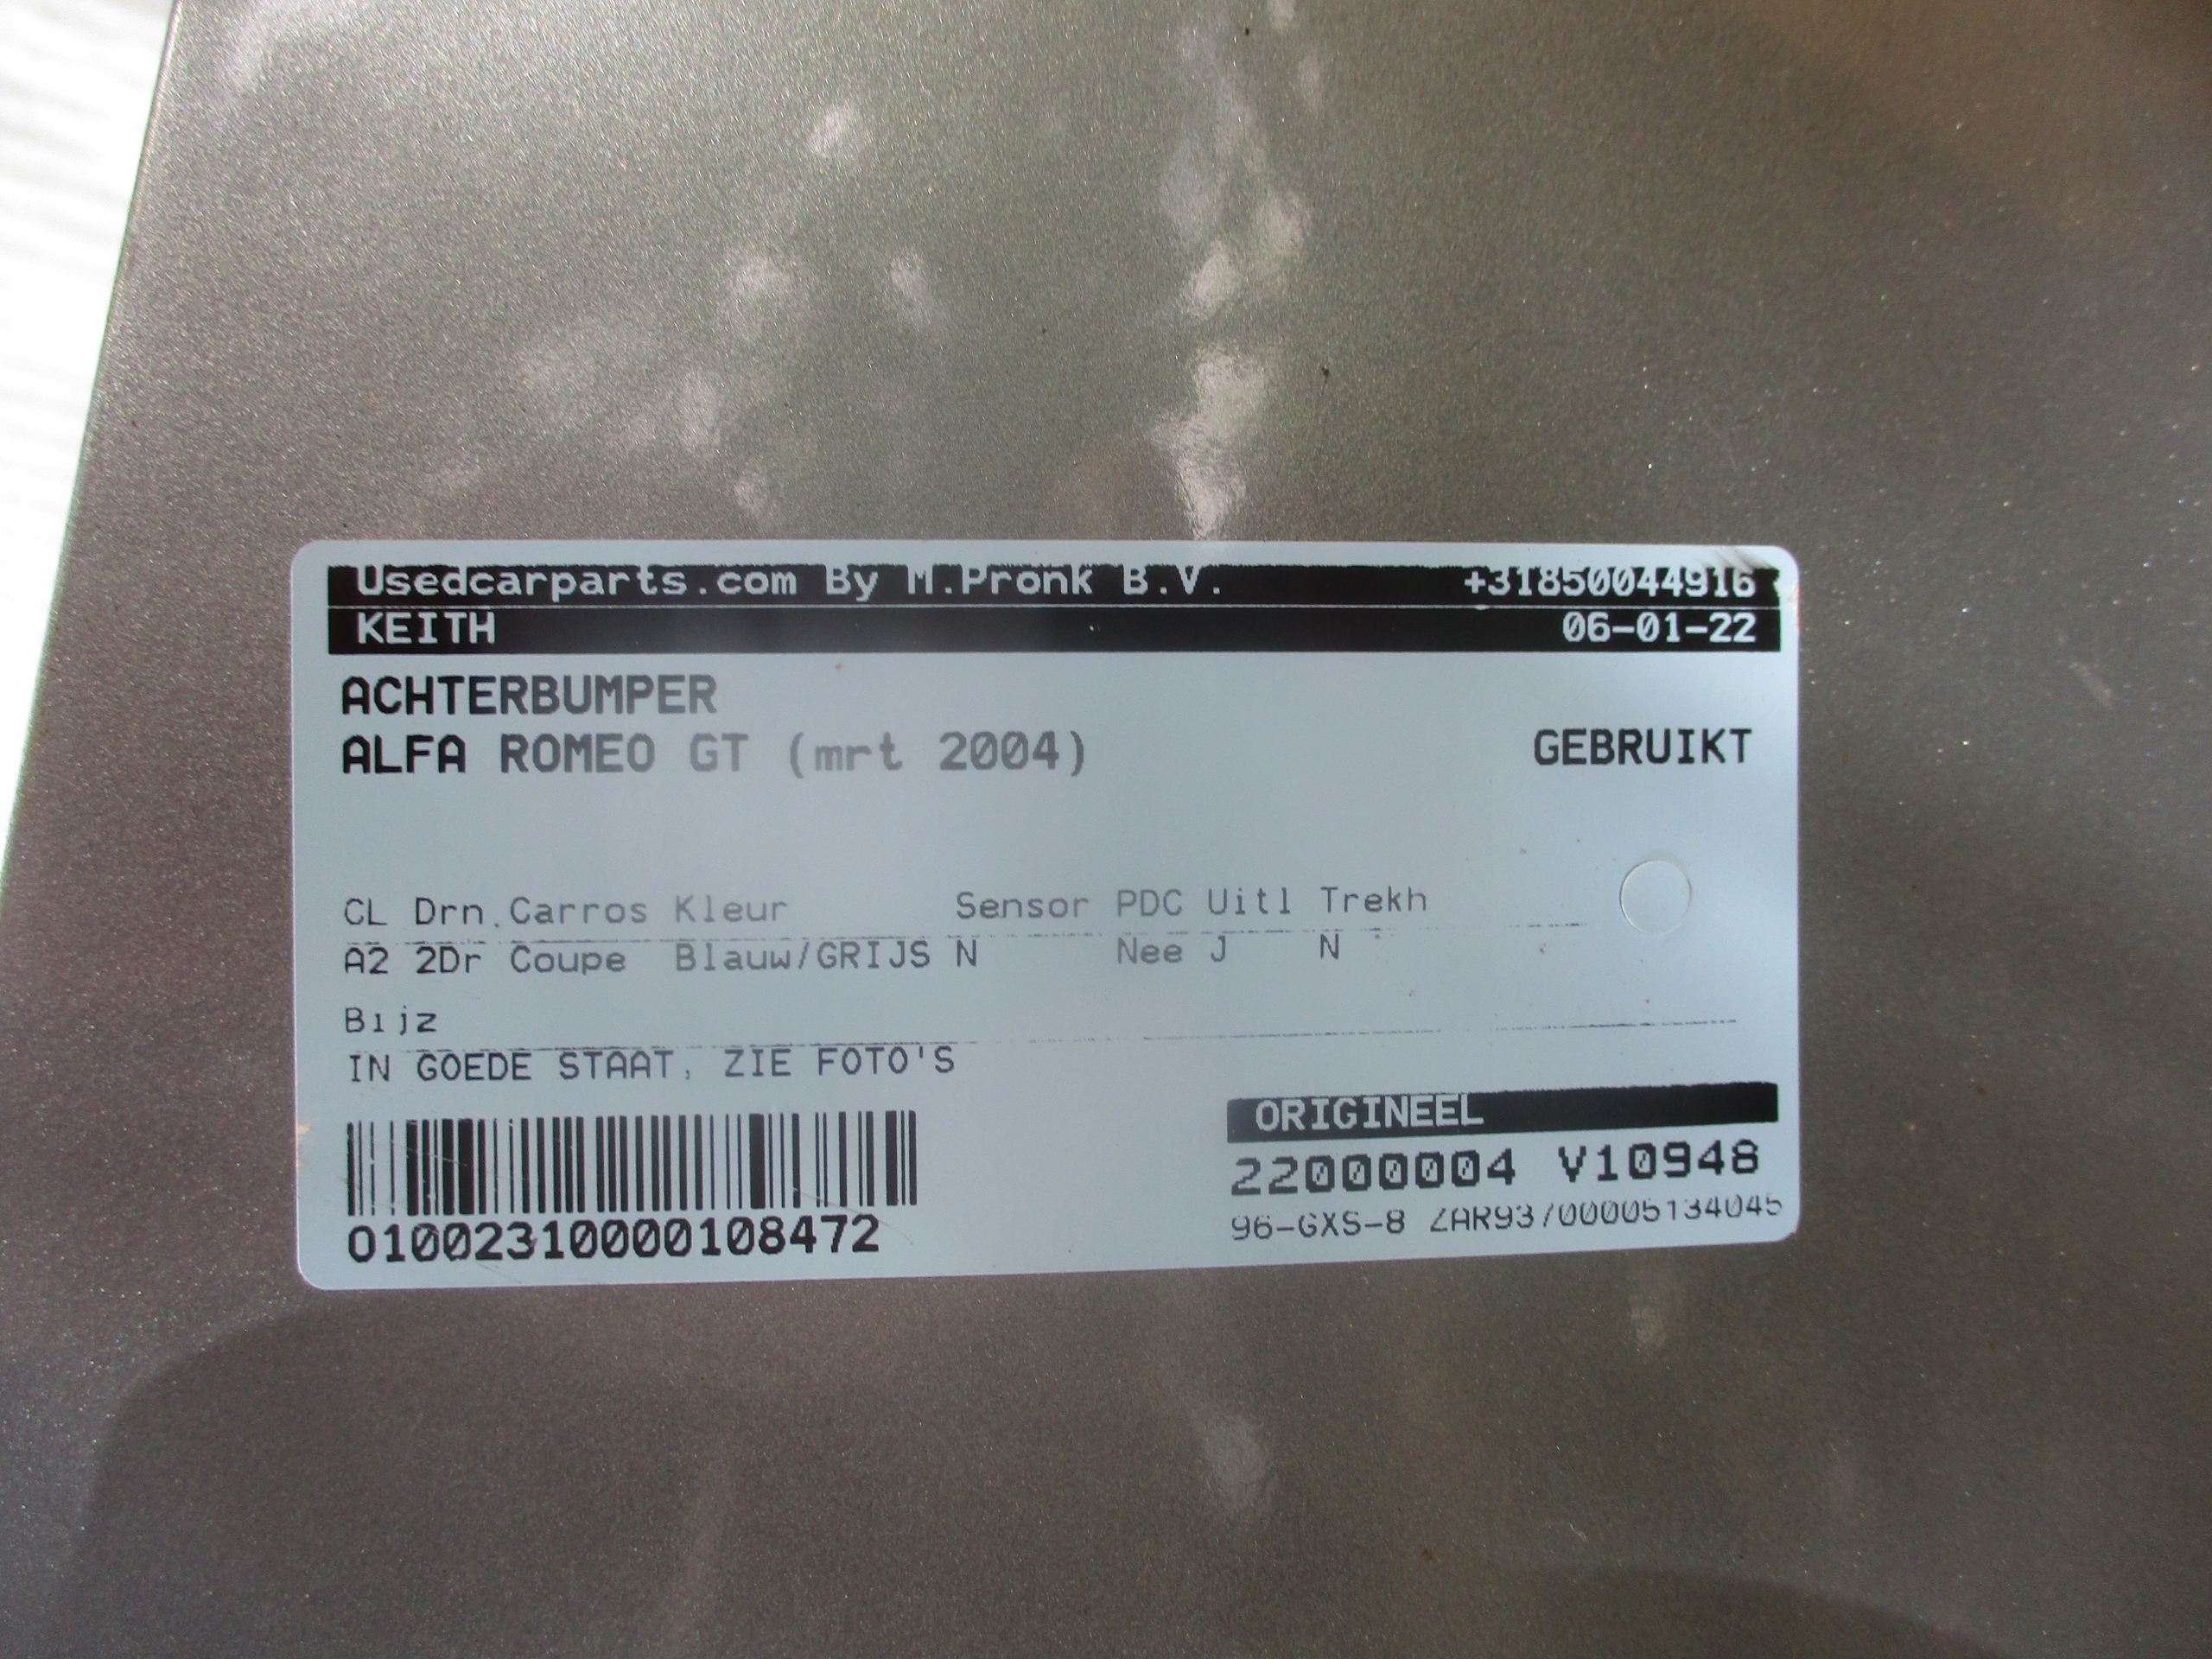 Usedcarparts.com By M.Pronk B.V. +31850044916
KEITH 06-01-22
ACHTERBUMPER
ALFA ROMEO GT (mrt 2004) GEBRUIKT
CL Drn.Carros Kleur Sensor PDC Uitl Trekh
A2 2Dr Coupe Blauw/GRIJS N Nee J N
Bijz
IN GOEDE STAAT, ZIE FOTO'S
ORIGINEEL
22000004 V10948
96-GXS-8 ZAR93700005134045
01002310000108472